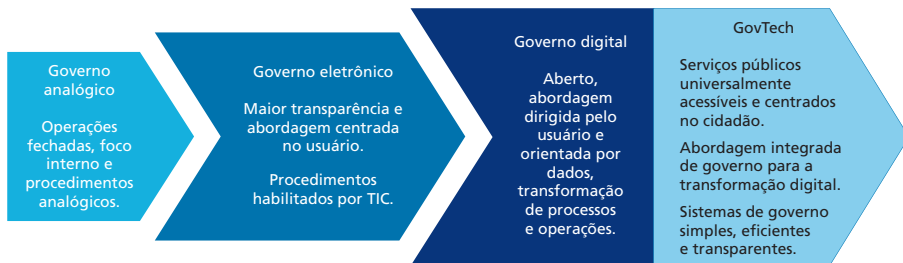 Governo
analógico
Operações
fechadas, foco
interno e
procedimentos
analógicos.
Governo eletrônico
Maior transparência e
abordagem centrada
no usuário.
Procedimentos
habilitados por TIC.
Governo digital
Aberto,
abordagem
dirigida pelo
usuário e
orientada por
dados,
transformação
de processos
e operações.
GovTech
Serviços públicos
universalmente
acessíveis e centrados
no cidadão.
Abordagem integrada
de governo para a
transformação digital.
Sistemas de governo
simples, eficientes
e transparentes.